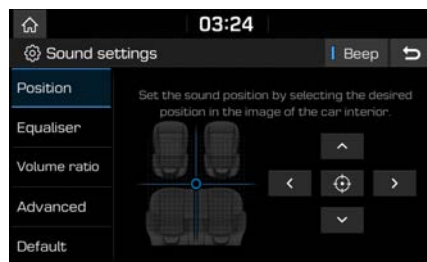 03:24
Sound settings
Beep
Position
Set the sound position by selecting the desired
position in the image of the car interior.
Equaliser
Volume ratio
Advanced
Default